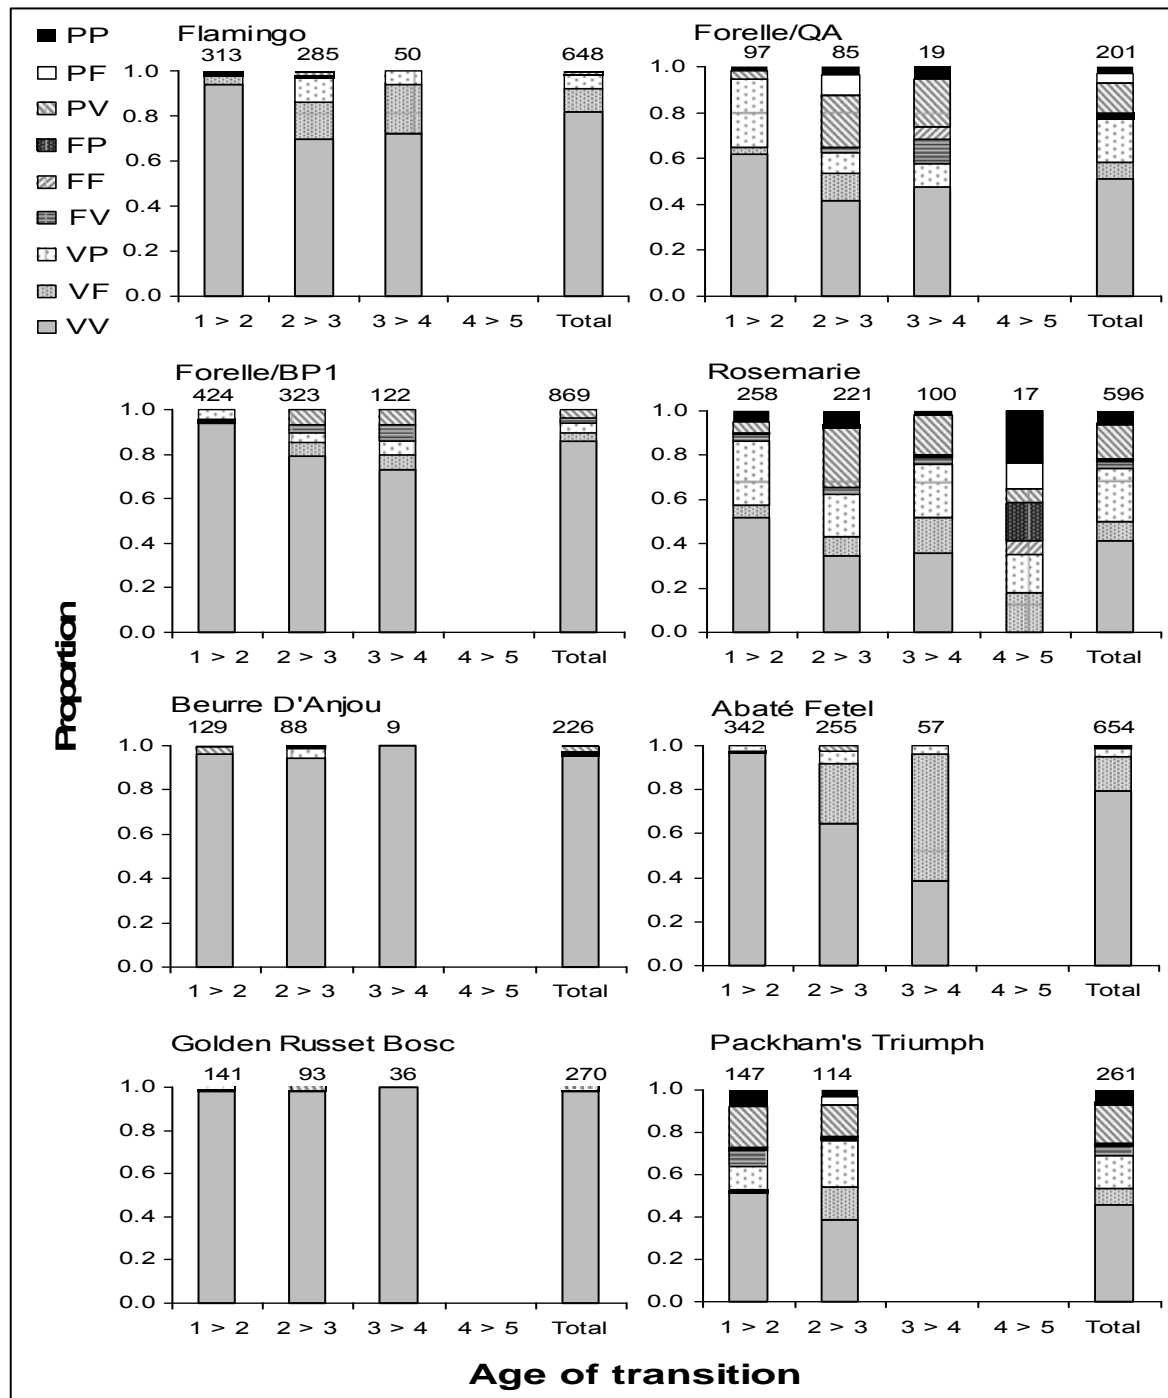 PP
PF
PV
FP
FF
FV
VP
VF
VV
Flamingo
313 285 50 648
1.0
0.8
0.6
0.4
0.2
0.0
1 > 2 2 > 3 3 > 4 4 > 5 Total
Forelle/QA
97 85 19 201
1.0
0.8
0.6
0.4
0.2
0.0
1 > 2 2 > 3 3 > 4 4 > 5 Total
Forelle/BP1
424 323 122 869
1.0
0.8
0.6
0.4
0.2
0.0
1 > 2 2 > 3 3 > 4 4 > 5 Total
Rosemarie
258 221 100 17 596
1.0
0.8
0.6
0.4
0.2
0.0
1 > 2 2 > 3 3 > 4 4 > 5 Total
Proportion
Beurre D'Anjou
129 88 9 226
1.0
0.8
0.6
0.4
0.2
0.0
1 > 2 2 > 3 3 > 4 4 > 5 Total
Abaté Fetel
342 255 57 654
1.0
0.8
0.6
0.4
0.2
0.0
1 > 2 2 > 3 3 > 4 4 > 5 Total
Golden Russet Bosc
141 93 36 270
1.0
0.8
0.6
0.4
0.2
0.0
1 > 2 2 > 3 3 > 4 4 > 5 Total
Packham's Triumph
147 114 261
1.0
0.8
0.6
0.4
0.2
0.0
1 > 2 2 > 3 3 > 4 4 > 5 Total
Age of transition